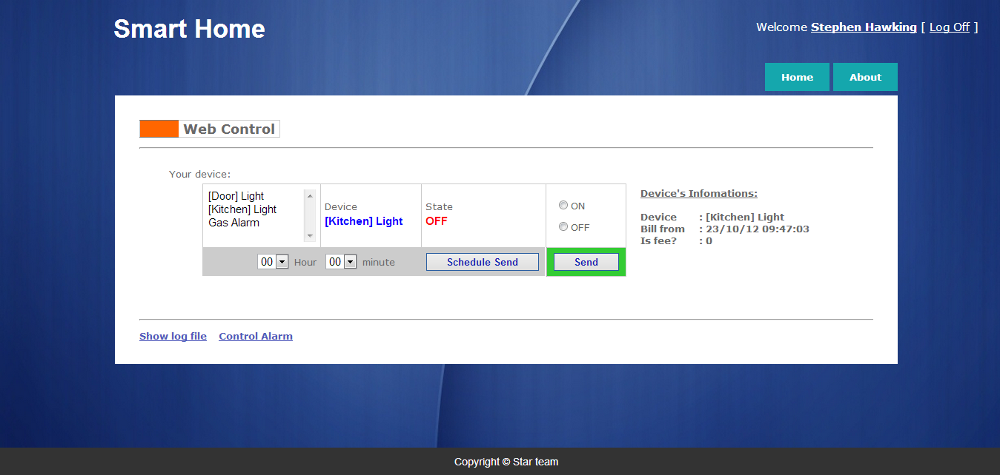 Smart Home
Welcome Stephen Hawking [ Log Off ]
Home About
Web Control
Your device:
[Door] Light
[Kitchen] Light
Gas Alarm
Device
[Kitchen] Light
State
OFF
ON
OFF
00 Hour 00 minute Schedule Send Send
Device's Infomations:
Device : [Kitchen] Light
Bill from : 23/10/12 09:47:03
Is fee? : 0
Show log file Control Alarm
Copyright © Star team